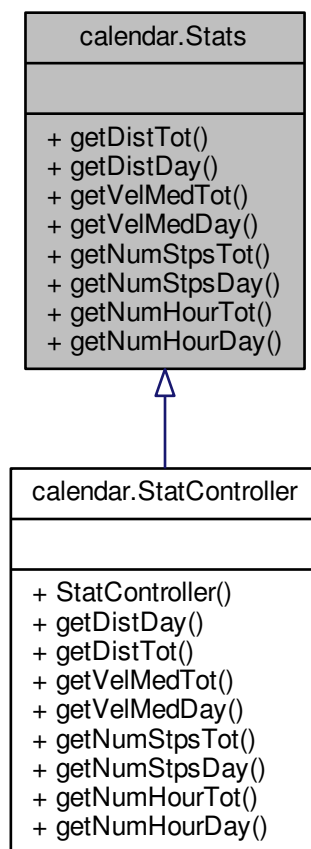 calendar.Stats
+ getDistTot()
+ getDistDay()
+ getVelMedTot()
+ getVelMedDay()
+ getNumStpsTot()
+ getNumStpsDay()
+ getNumHourTot()
+ getNumHourDay()
calendar.StatController
+ StatController()
+ getDistDay()
+ getDistTot()
+ getVelMedTot()
+ getVelMedDay()
+ getNumStpsTot()
+ getNumStpsDay()
+ getNumHourTot()
+ getNumHourDay()